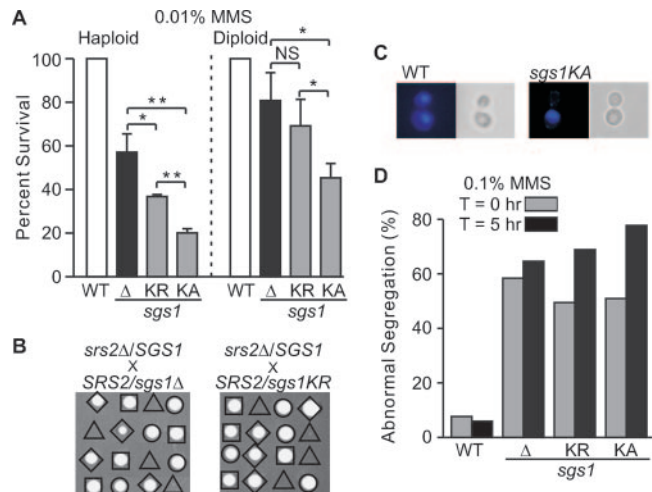 A
0.01% MMS
Haploid
Diploid
*
NS
* *
*
*
* *
Percent Survival
100
80
60
40
20
0
WT Δ KR KA WT Δ KR KA
sgs1 sgs1
B
srs2Δ/SGS1
X
SRS2/sgs1Δ
srs2Δ/SGS1
X
SRS2/sgs1KR
C
WT sgs1KA
D
0.1% MMS
T = 0 hr
T = 5 hr
Abnormal Segregation (%)
80
60
40
20
0
WT Δ KR KA
sgs1